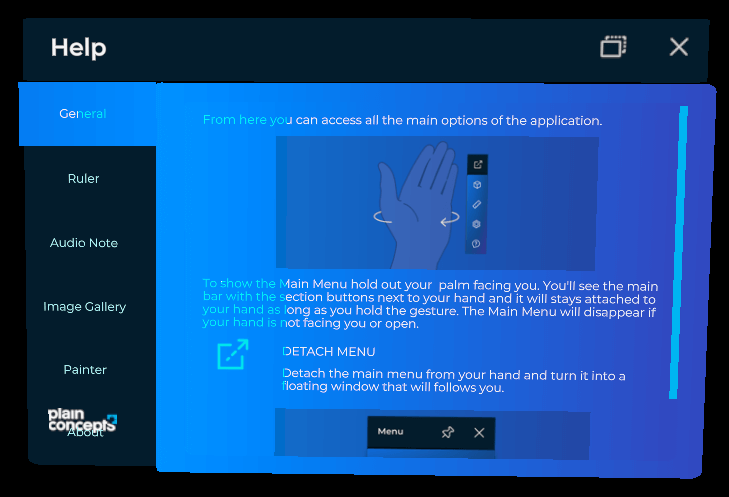 Help
General
Ruler
Audio Note
Image Gallery
Painter
plain
concepts
About
From here you can access all the main options of the application.
To show the Main Menu hold out your palm facing you. You'll see the main
bar with the section buttons next to your hand and it will stays attached to
your hand as long as you hold the gesture. The Main Menu will disappear if
your hand is not facing you or open.
DETACH MENU
Detach the main menu from your hand and turn it into a
floating window that will follows you.
Menu